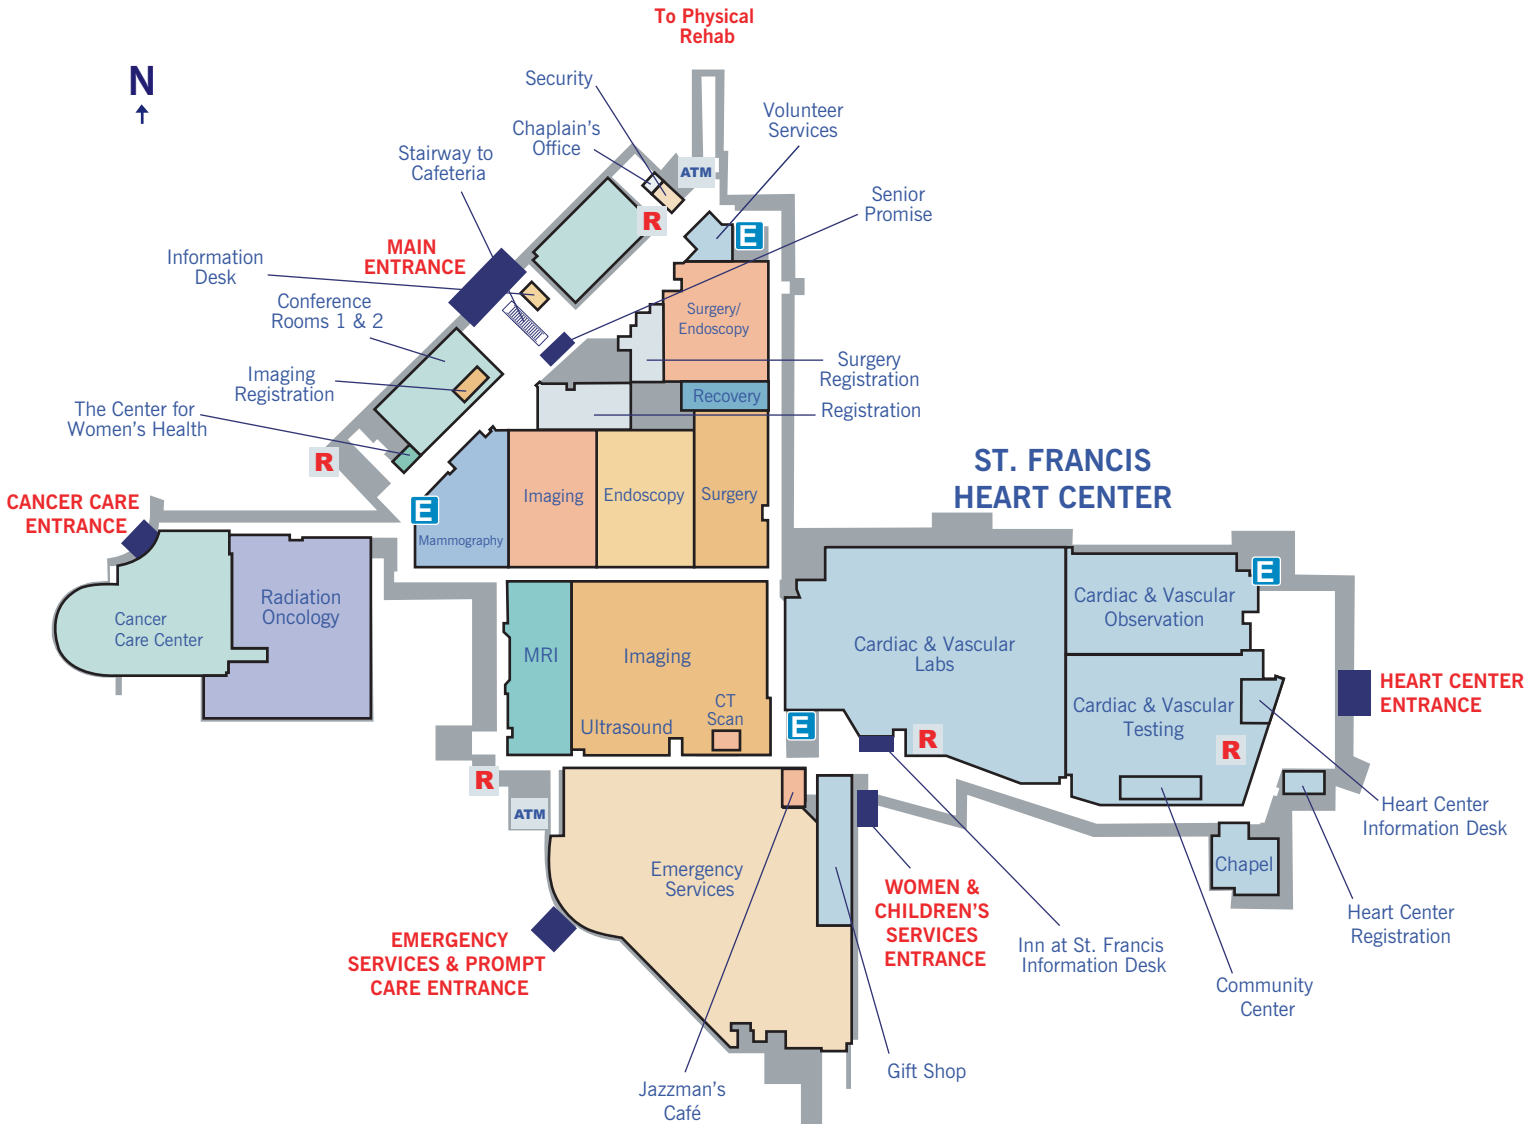 To Physical
Rehab
N
Security
Volunteer
Services
Chaplain's
Office
Stairway to
Cafeteria
ATM
Senior
Promise
R
E
MAIN
ENTRANCE
Information
Desk
Conference
Rooms 1 & 2
Surgery/
Endoscopy
Imaging
Registration
Surgery
Registration
Recovery
The Center for
Women's Health
Registration
R
ST. FRANCIS
HEART CENTER
CANCER CARE
ENTRANCE
E
Imaging
Endoscopy
Surgery
Mammography
E
Radiation
Oncology
Cancer
Care Center
Cardiac & Vascular
Observation
MRI
Imaging
Cardiac & Vascular
Labs
HEART CENTER
ENTRANCE
CT
Scan
Ultrasound
E
R
Cardiac & Vascular
Testing
R
R
ATM
Heart Center
Information Desk
Emergency
Services
Chapel
WOMEN &
CHILDREN'S
SERVICES
ENTRANCE
Heart Center
Registration
EMERGENCY
SERVICES & PROMPT
CARE ENTRANCE
Inn at St. Francis
Information Desk
Community
Center
Gift Shop
Jazzman's
Café